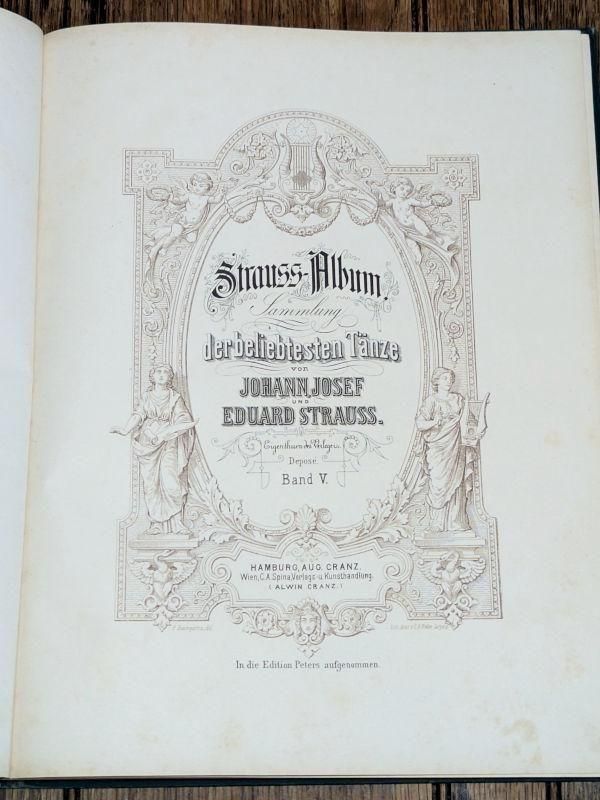 Strauss-Album.
Sammlung
der beliebtesten Tänze
von
JOHANN, JOSEF
UND
EDUARD STRAUSS.
Eigenthum des Verlegers.
Deposé.
Band V.
HAMBURG, AUG. CRANZ.
Wien, C. A. Spina, Verlags- u. Kunsthandlung.
( ALWIN CRANZ. )
In die Edition Peters aufgenommen.